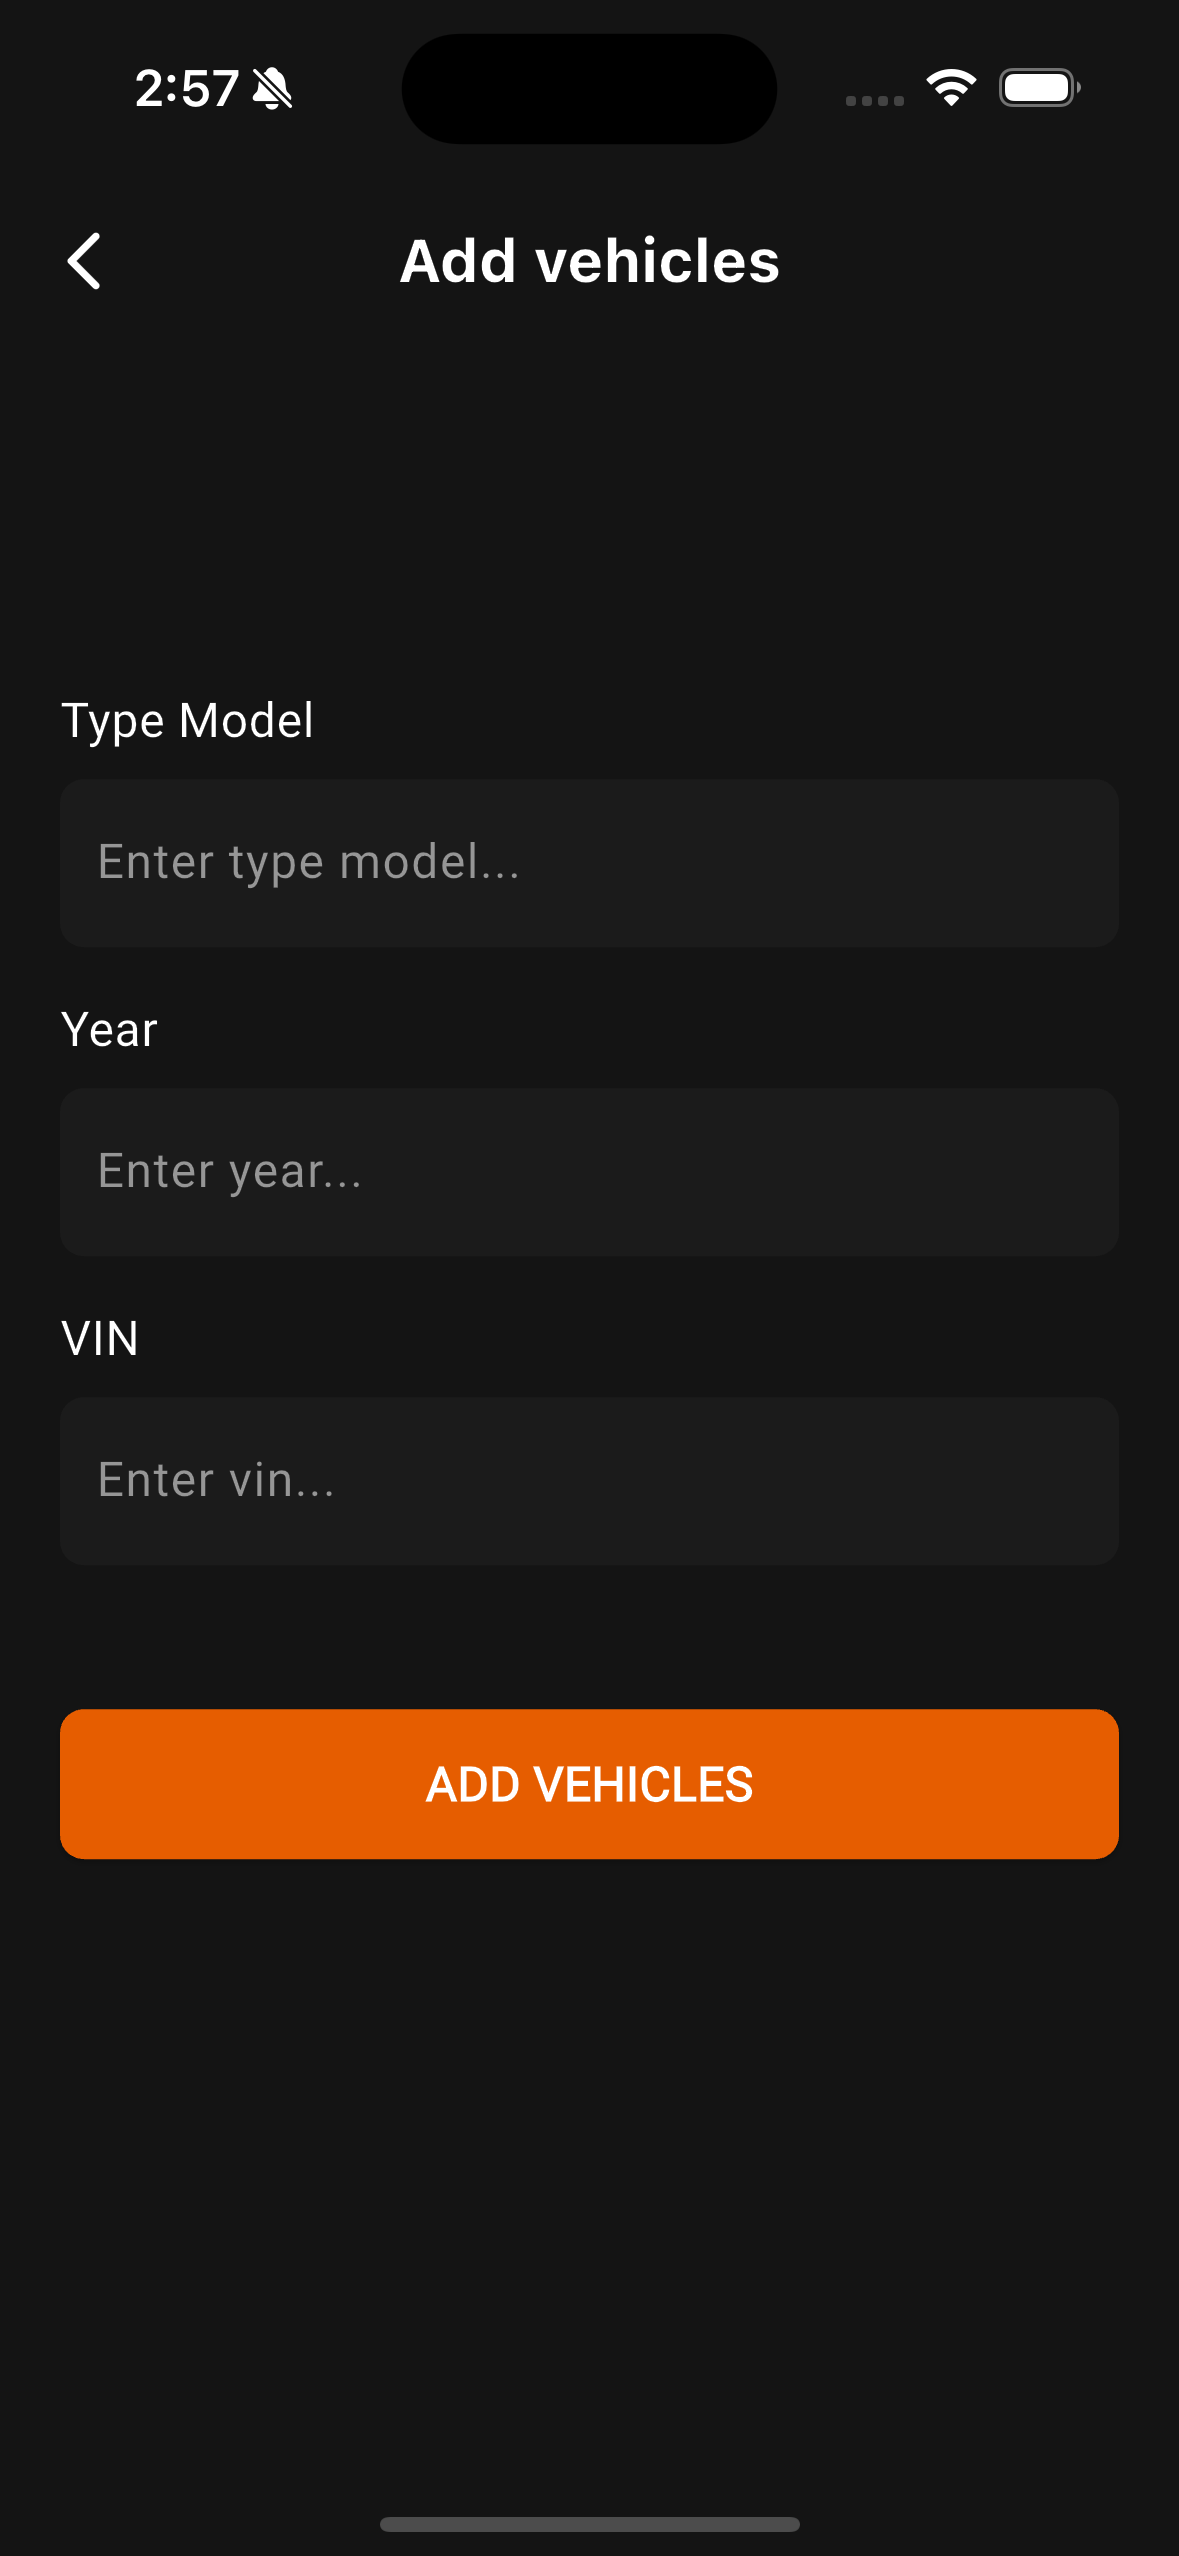 2:57
Add vehicles
Type Model
Enter type model...
Year
Enter year...
VIN
Enter vin...
ADD VEHICLES